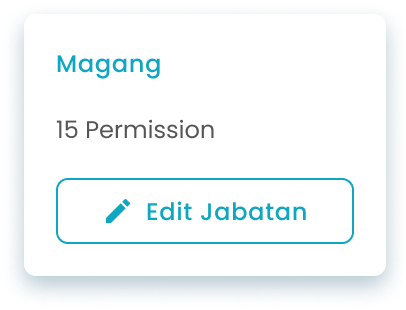 Magang
15 Permission
Edit Jabatan